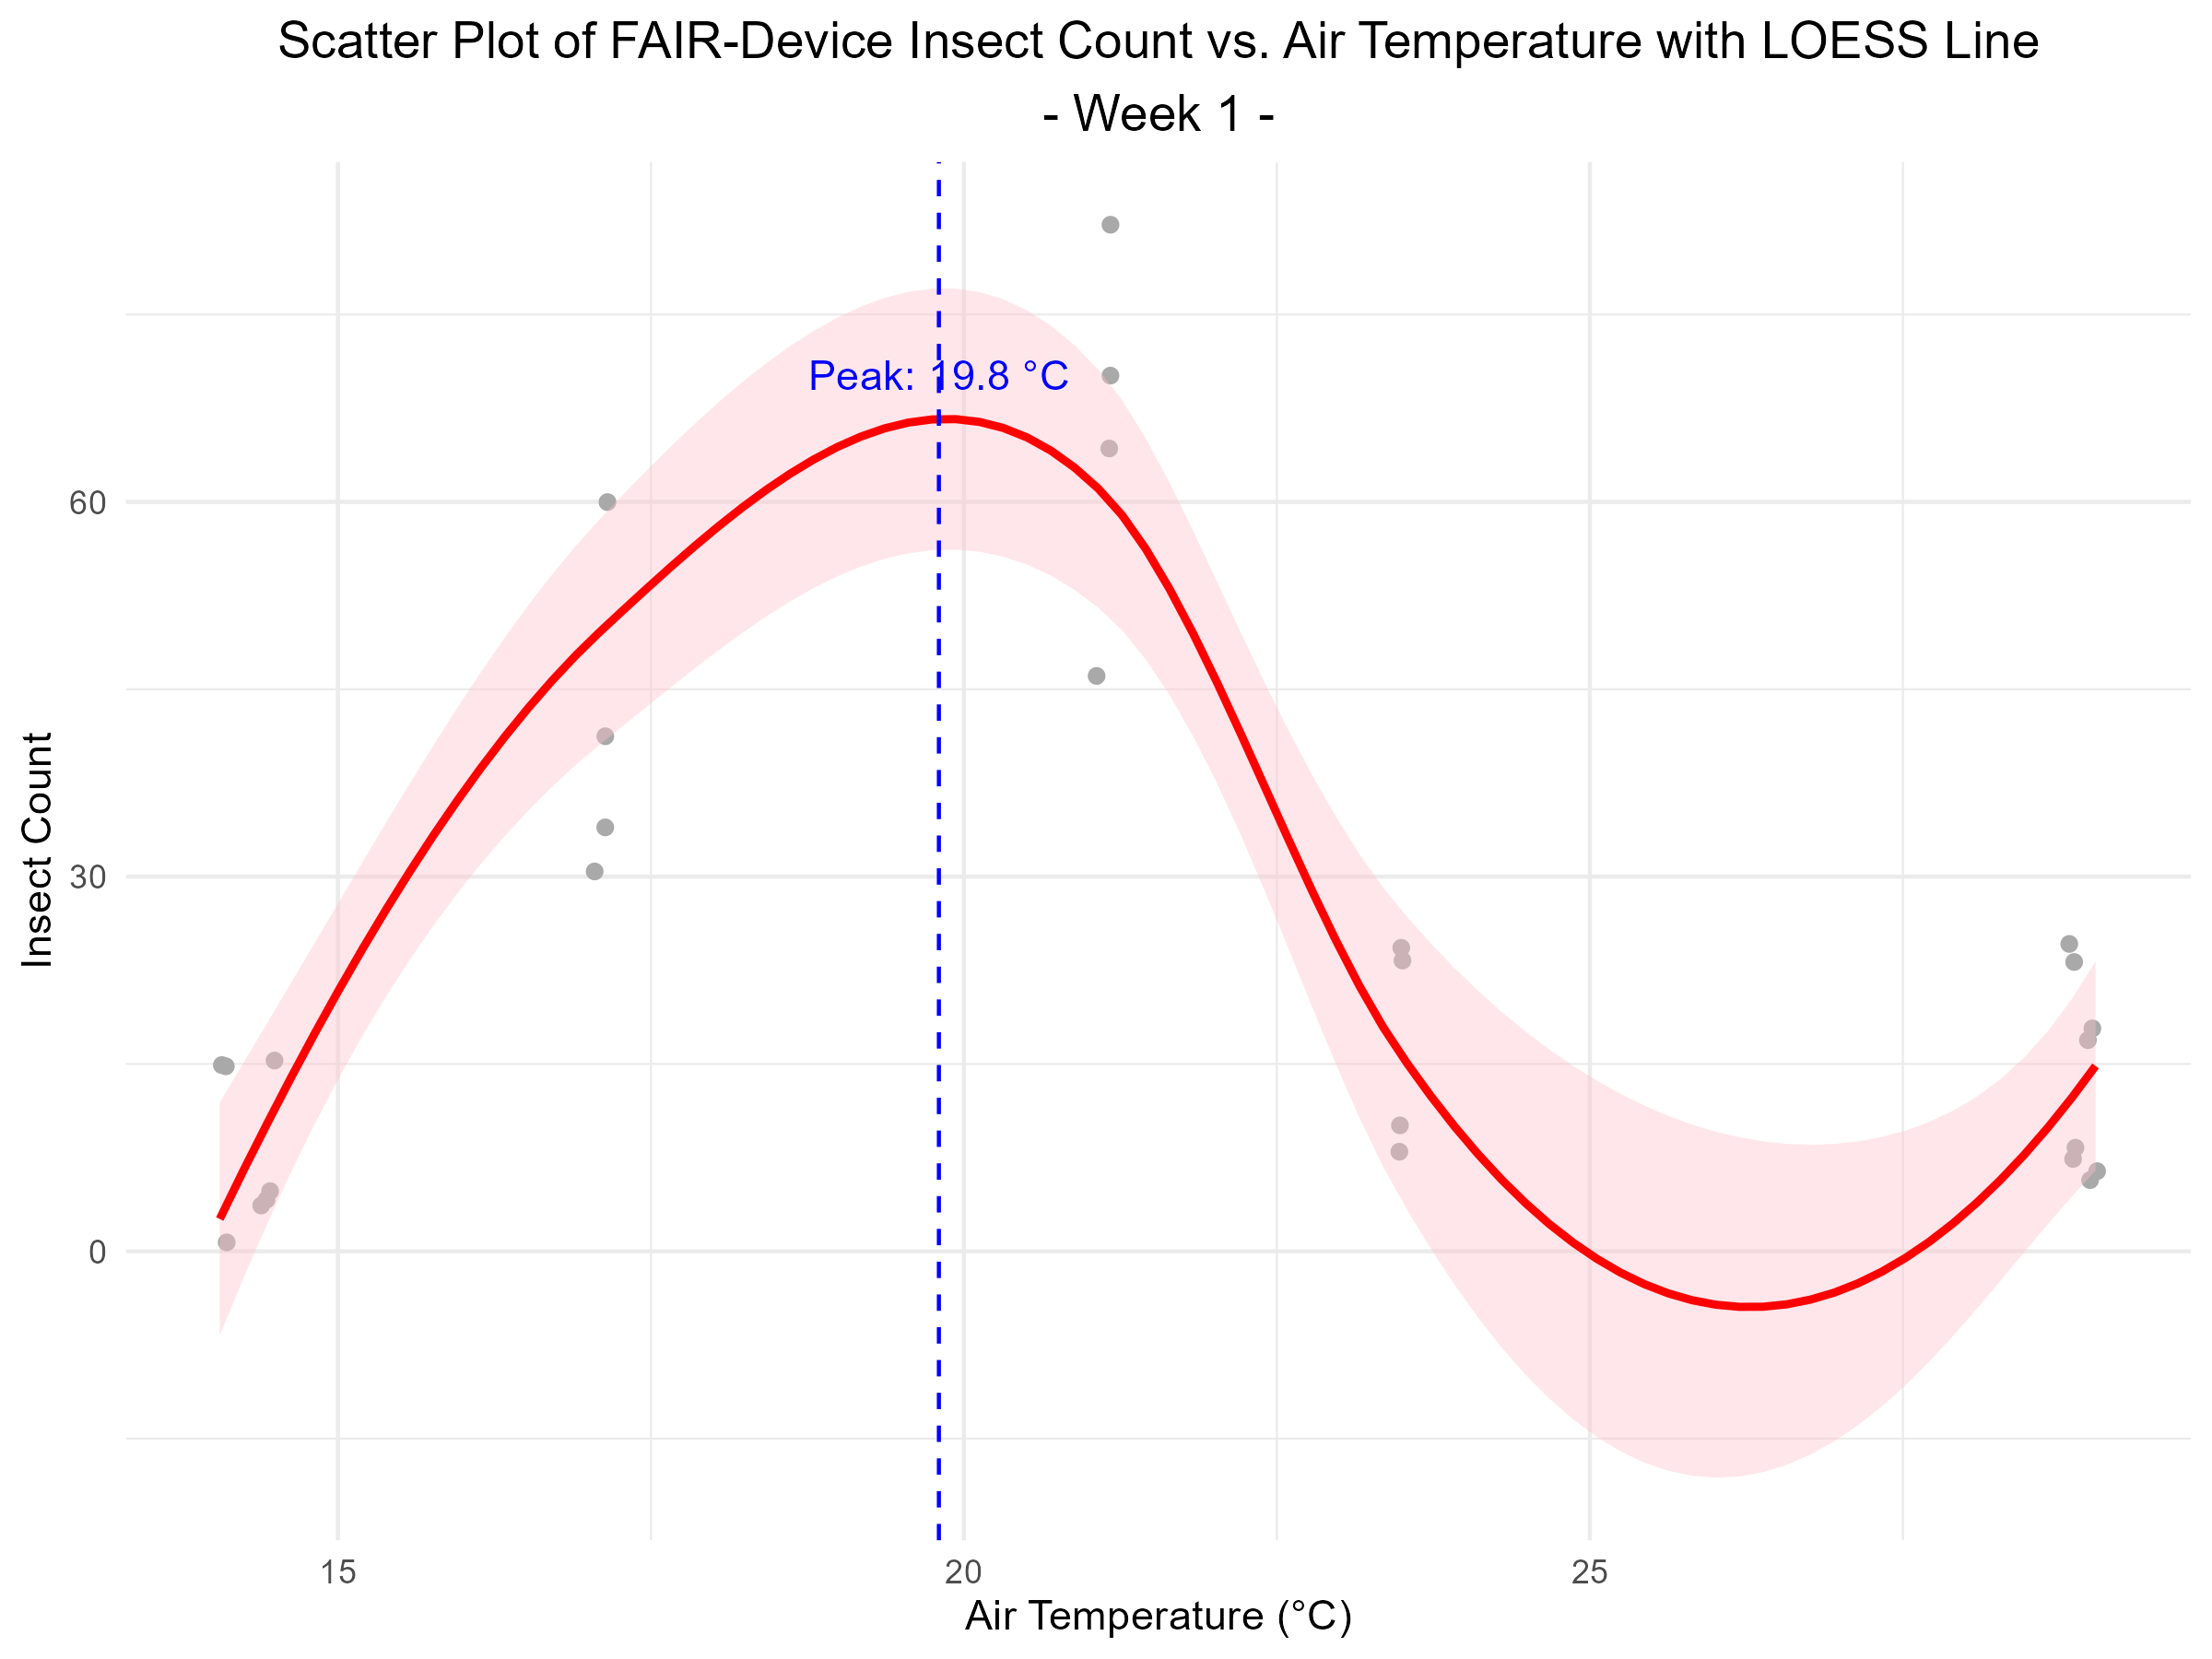 Scatter Plot of FAIR-Device Insect Count vs. Air Temperature with LOESS Line
- Week 1 -
Peak: 19.8 °C
60
30
0
Insect Count
15
20
25
Air Temperature (°C)